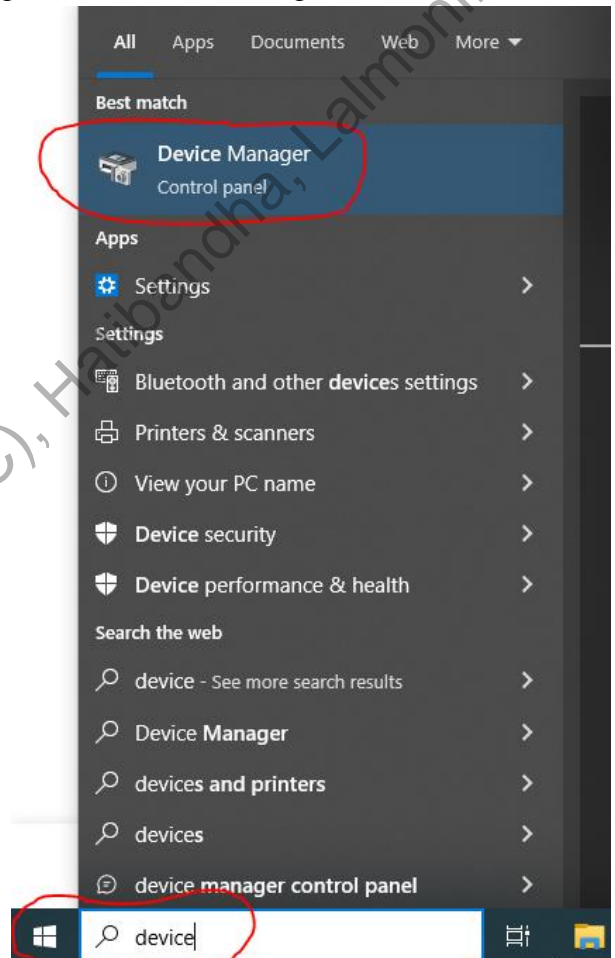 All Apps Documents Web More
Best match
Device Manager
Control panel
Apps
Settings
Settings
Bluetooth and other devices settings
Printers & scanners
View your PC name
Device security
Device performance & health
Search the web
device - See more search results
Device Manager
devices and printers
devices
device manager control panel
device
), Hatibandha,